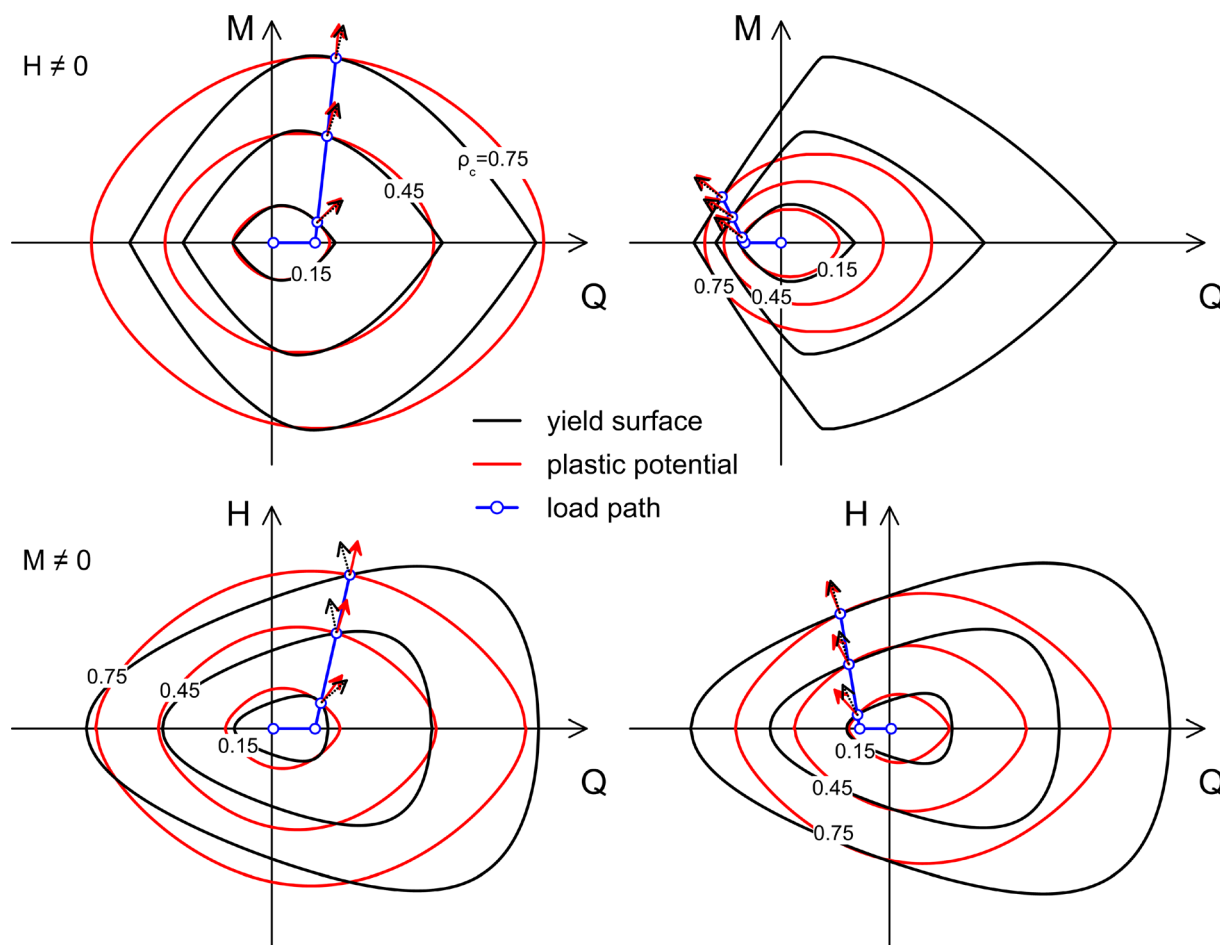 M
M
H ≠ 0
ρc=0.75
0.45
0.15
0.15
0.75
0.45
Q
Q
yield surface
plastic potential
load path
H
H
M ≠ 0
0.75
0.45
0.15
0.15
0.45
0.75
Q
Q